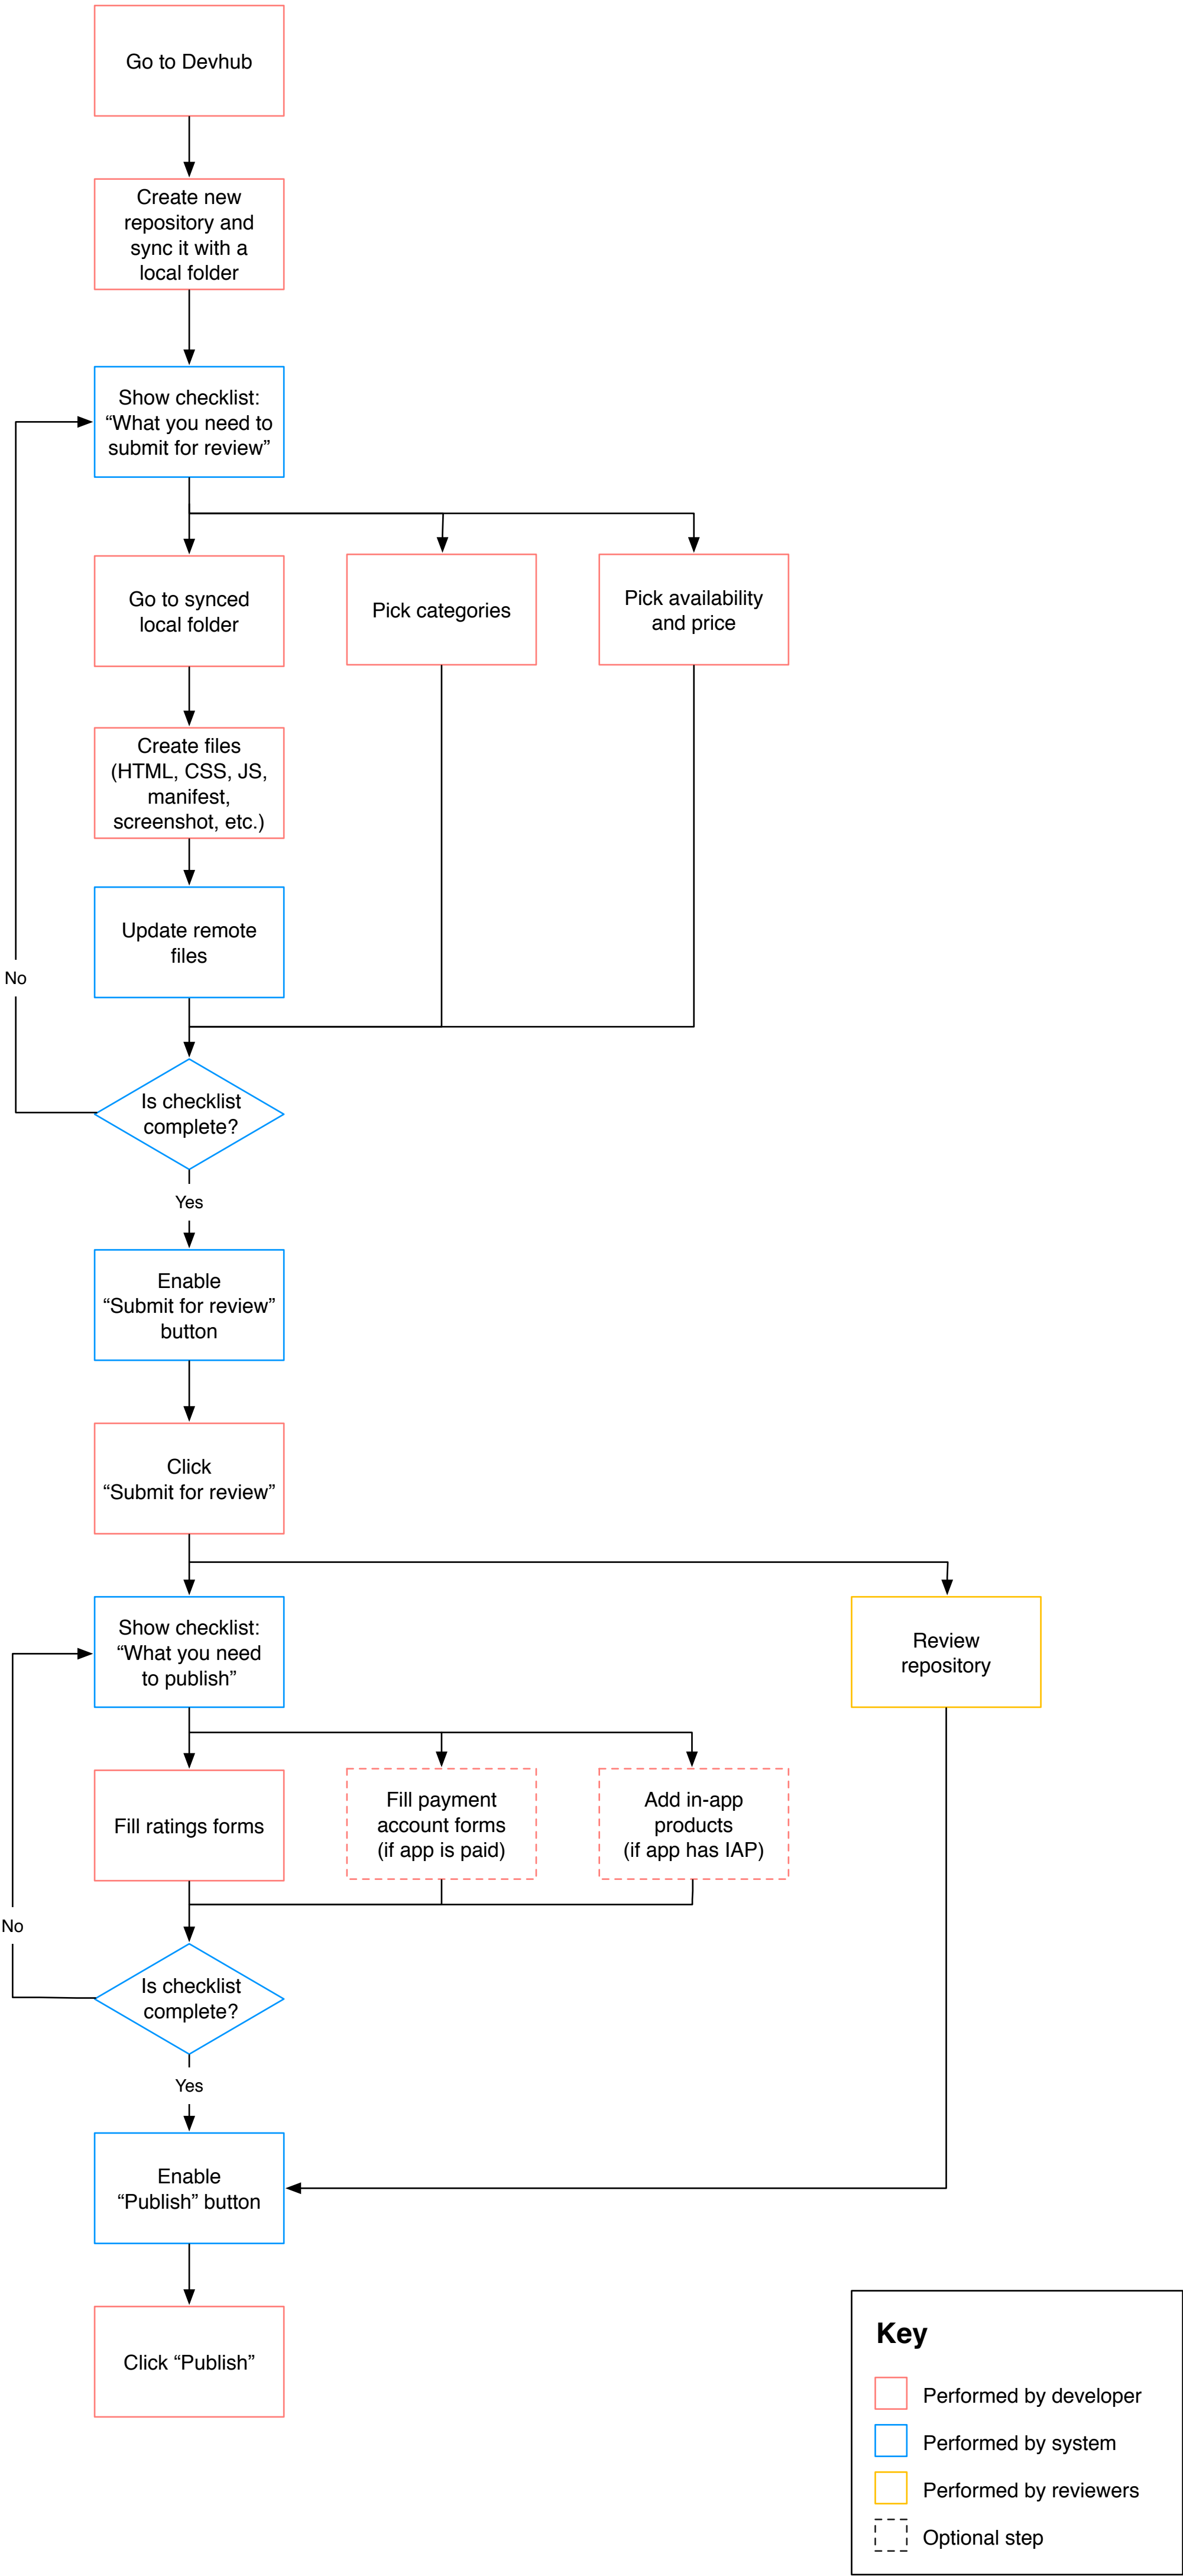 Go to Devhub
Create new
repository and
sync it with a
local folder
Show checklist:
“What you need to
submit for review”
Go to synced
local folder
Pick categories
Pick availability
and price
Create files
(HTML, CSS, JS,
manifest,
screenshot, etc.)
Update remote
files
No
Is checklist
complete?
Yes
Enable
“Submit for review”
button
Click
“Submit for review”
Show checklist:
“What you need
to publish”
Review
repository
Fill ratings forms
Fill payment
account forms
(if app is paid)
Add in-app
products
(if app has IAP)
No
Is checklist
complete?
Yes
Enable
“Publish” button
Click “Publish”
Key
Performed by developer
Performed by system
Performed by reviewers
Optional step